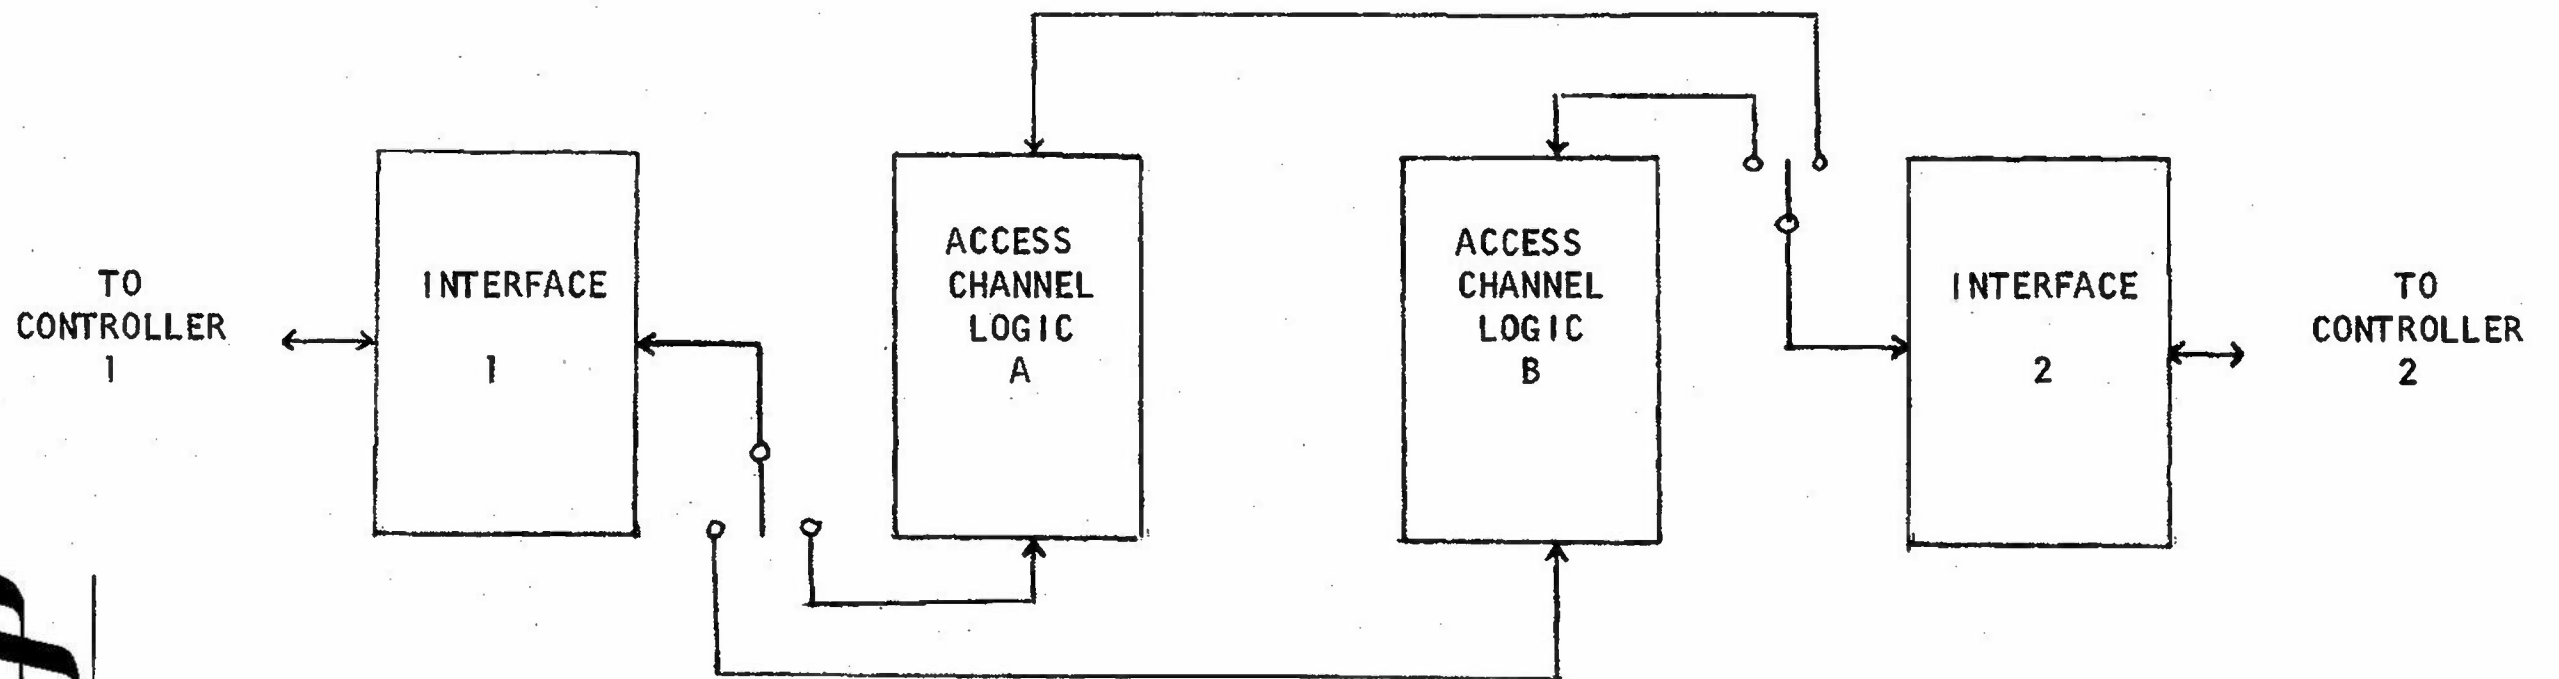 TO
CONTROLLER
1
INTERFACE
1
ACCESS
CHANNEL
LOGIC
A
ACCESS
CHANNEL
LOGIC
B
INTERFACE
2
TO
CONTROLLER
2